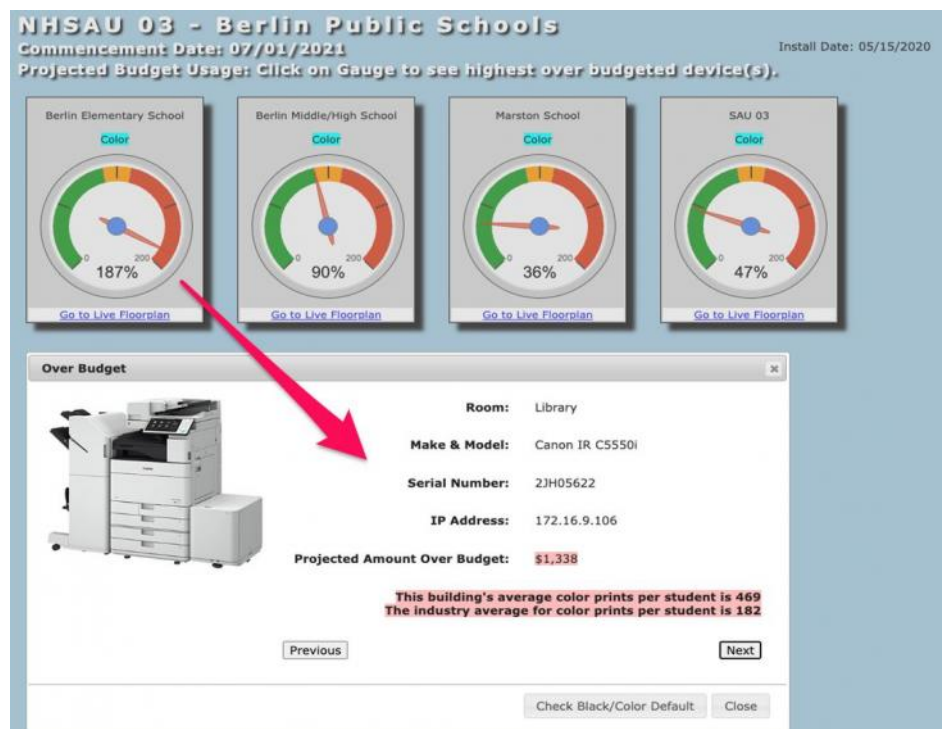 NHSAU 03 - Berlin Public Schools
Commencement Date: 07/01/2021
Install Date: 05/15/2020
Projected Budget Usage: Click on Gauge to see highest over budgeted device(s).
Berlin Elementary School
Color
0 200
187%
Go to Live Floorplan
Berlin Middle/High School
Color
0 200
90%
Go to Live Floorplan
Marston School
Color
0 200
36%
Go to Live Floorplan
SAU 03
Color
0 200
47%
Go to Live Floorplan
Over Budget
Room: Library
Make & Model: Canon IR C5550i
Serial Number: 2JH05622
IP Address: 172.16.9.106
Projected Amount Over Budget: $1,338
This building's average color prints per student is 469
The industry average for color prints per student is 182
Previous
Next
Check Black/Color Default
Close